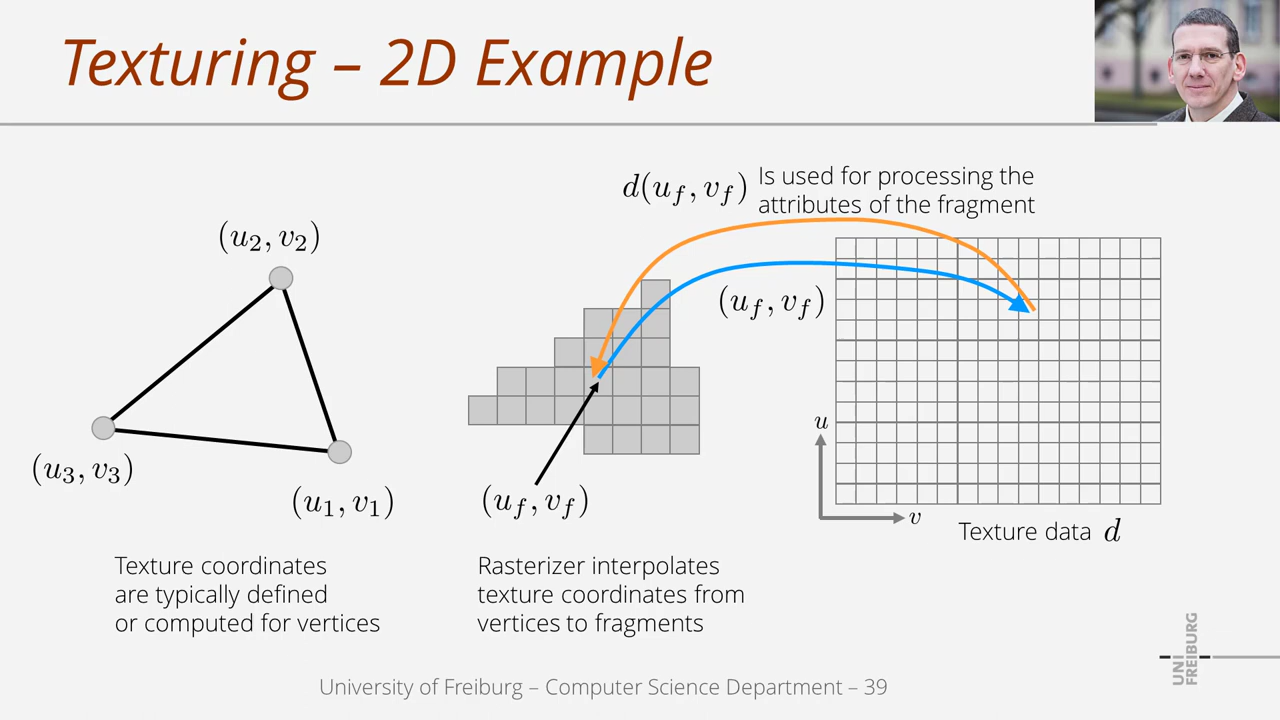 Texturing – 2D Example
d(u_f, v_f) Is used for processing the
attributes of the fragment
(u_2, v_2)
(u_f, v_f)
u
(u_3, v_3)
(u_1, v_1)
(u_f, v_f)
v
Texture data d
Texture coordinates
are typically defined
or computed for vertices
Rasterizer interpolates
texture coordinates from
vertices to fragments
UNI
FREIBURG
University of Freiburg – Computer Science Department – 39